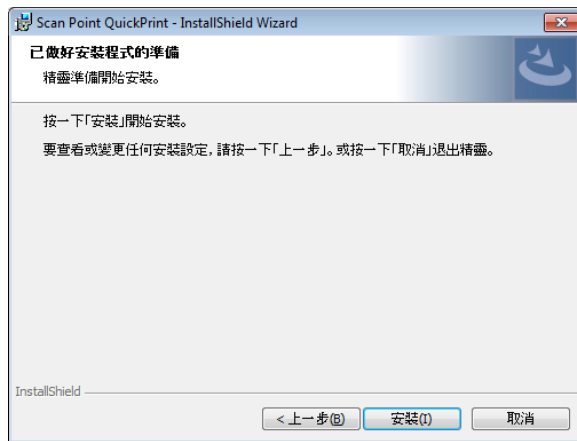 Scan Point QuickPrint - InstallShield Wizard
已做好安裝程式的準備
精靈準備開始安裝。
按一下「安裝」開始安裝。
要查看或變更任何安裝設定，請按一下「上一步」。或按一下「取消」退出精靈。
InstallShield
< 上一步(B)
安裝(I)
取消